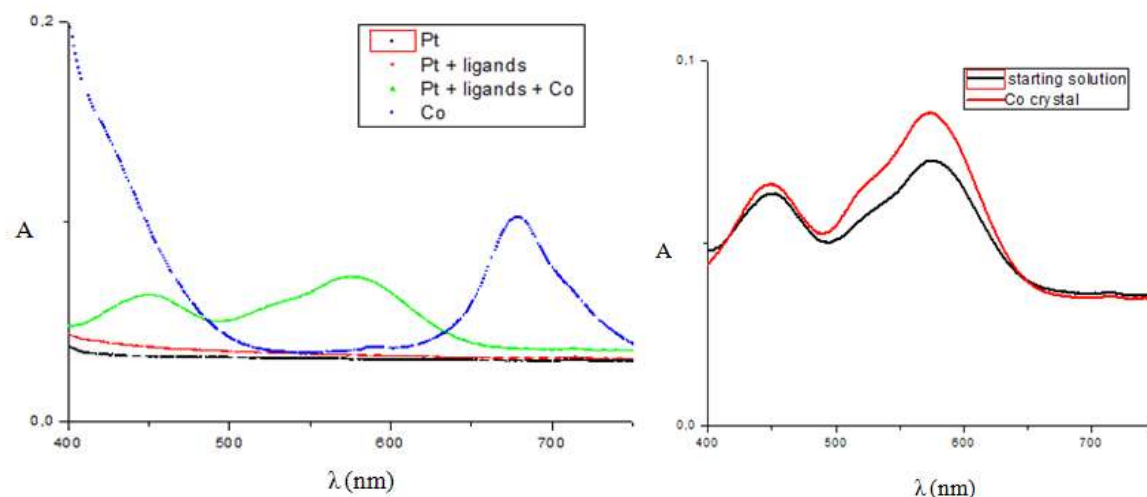 0,2
Pt
Pt + ligands
Pt + ligands + Co
Co
A
0,0
400
500
600
700
λ (nm)
0,1
starting solution
Co crystal
A
0,0
400
500
600
700
λ (nm)